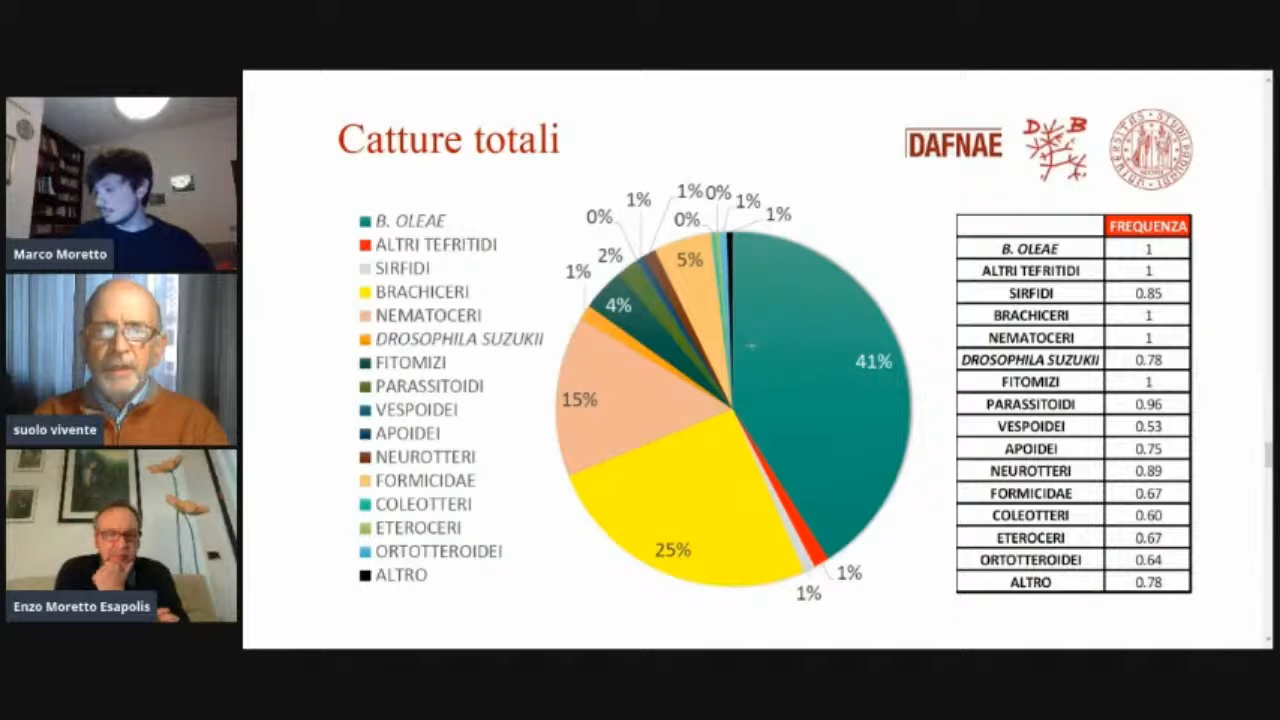 Catture totali
DAFNAE
D B
B. OLEAE
ALTRI TEFRITIDI
SIRFIDI
BRACHICERI
NEMATOCERI
DROSOPHILA SUZUKII
FITOMIZI
PARASSITOIDI
VESPOIDEI
APOIDEI
NEUROTTERI
FORMICIDAE
COLEOTTERI
ETEROCERI
ORTOTTEROIDEI
ALTRO
41%
1%
1%
25%
15%
1%
4%
2%
0%
1%
1%
5%
0%
0%
1%
1%
FREQUENZA
B. OLEAE 1
ALTRI TEFRITIDI 1
SIRFIDI 0.85
BRACHICERI 1
NEMATOCERI 1
DROSOPHILA SUZUKII 0.78
FITOMIZI 1
PARASSITOIDI 0.96
VESPOIDEI 0.53
APOIDEI 0.75
NEUROTTERI 0.89
FORMICIDAE 0.67
COLEOTTERI 0.60
ETEROCERI 0.67
ORTOTTEROIDEI 0.64
ALTRO 0.78
Marco Moretto
suolo vivente
Enzo Moretto Esapolis